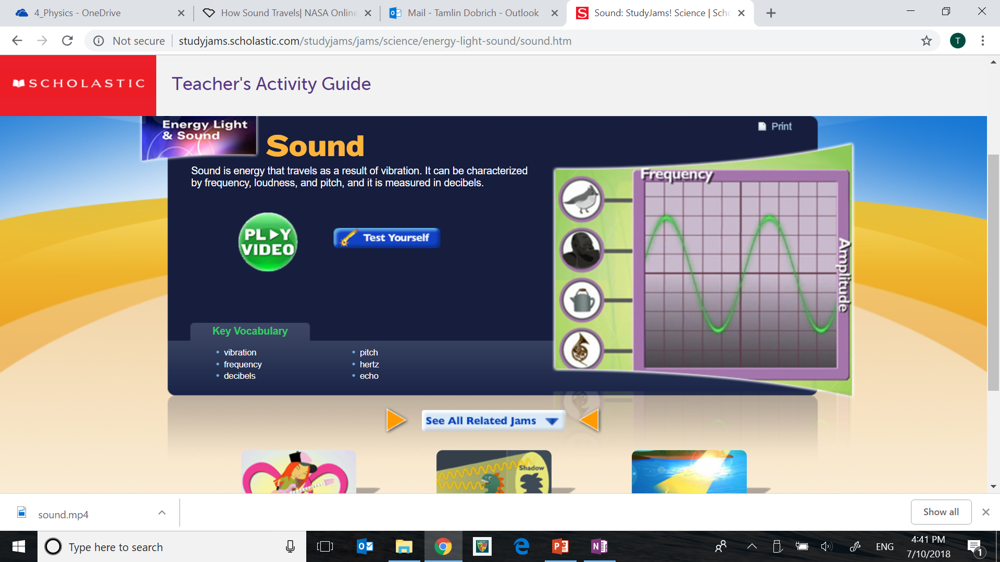 4_Physics - OneDrive
How Sound Travels| NASA Online
Mail - Tamlin Dobrich - Outlook
Sound: StudyJams! Science | Scho
Not secure
studyjams.scholastic.com/studyjams/jams/science/energy-light-sound/sound.htm
T
SCHOLASTIC
Teacher's Activity Guide
Energy Light
& Sound
Sound
Print
Sound is energy that travels as a result of vibration. It can be characterized
by frequency, loudness, and pitch, and it is measured in decibels.
PLAY
VIDEO
Test Yourself
Frequency
Amplitude
Key Vocabulary
• vibration
• frequency
• decibels
• pitch
• hertz
• echo
See All Related Jams
Shadow
sound.mp4
Show all
Type here to search
ENG
4:41 PM
7/10/2018
1